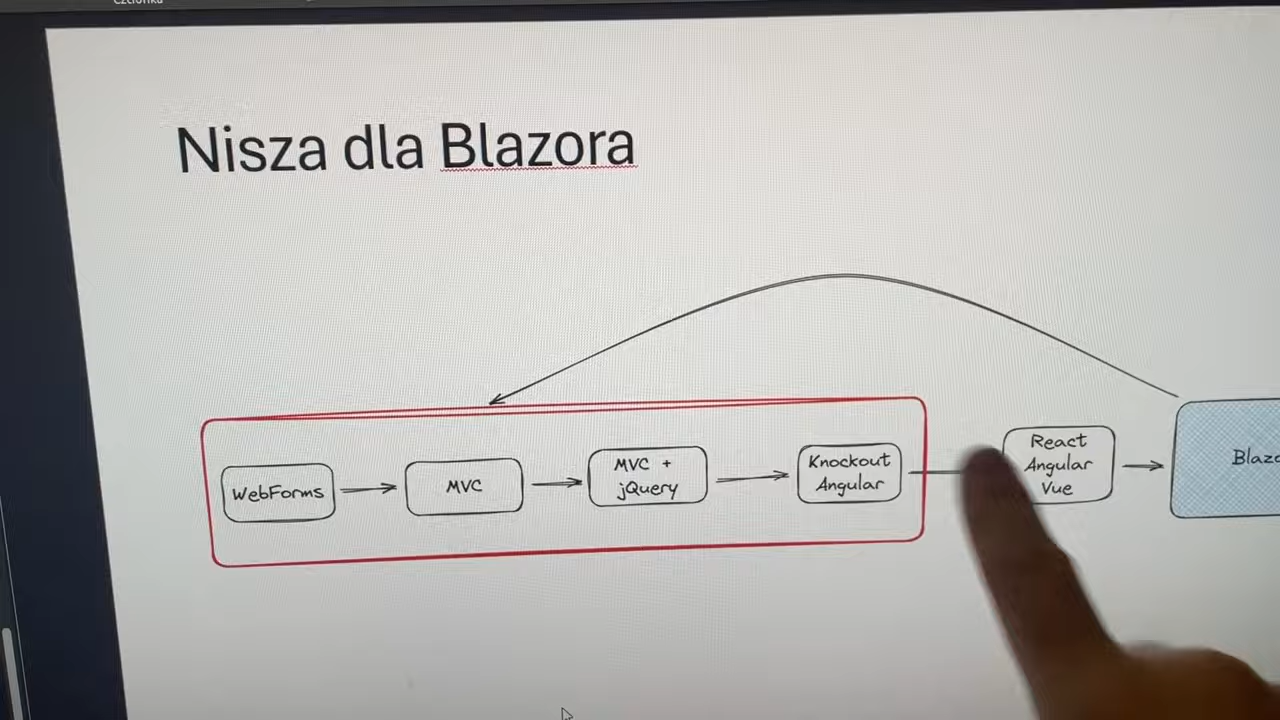 Nisza dla Blazora
WebForms
MVC
MVC +
jQuery
Knockout
Angular
React
Angular
Vue